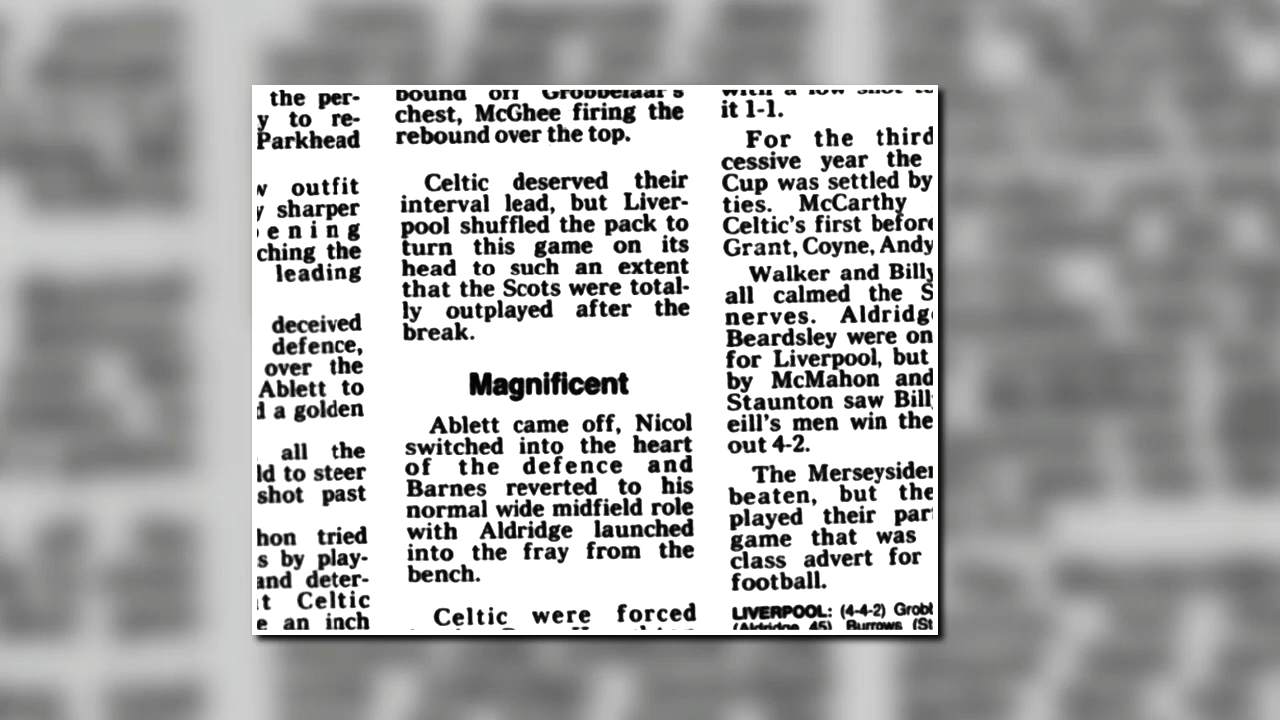 the per-
y to re-
Parkhead
outfit
sharper
e n i n g
ching the
leading
deceived
defence,
over the
Ablett to
a golden
all the
ld to steer
shot past
hon tried
s by play-
and deter-
t Celtic
e an inch
bound off Grobbelaar's
chest, McGhee firing the
rebound over the top.
Celtic deserved their
interval lead, but Liver-
pool shuffled the pack to
turn this game on its
head to such an extent
that the Scots were total-
ly outplayed after the
break.
Magnificent
Ablett came off, Nicol
switched into the heart
of the defence and
Barnes reverted to his
normal wide midfield role
with Aldridge launched
into the fray from the
bench.
Celtic were forced
with a low shot
it 1-1.
For the third
cessive year the
Cup was settled by
ties. McCarthy
Celtic's first before
Grant, Coyne, Andy
Walker and Billy
all calmed the S
nerves. Aldridg
Beardsley were on
for Liverpool, but
by McMahon and
Staunton saw Bill
eill's men win the
out 4-2.
The Merseysider
beaten, but the
played their par
game that was
class advert for
football.
LIVERPOOL: (4-4-2) Grobb
(Aldridge 45) Burrows (St